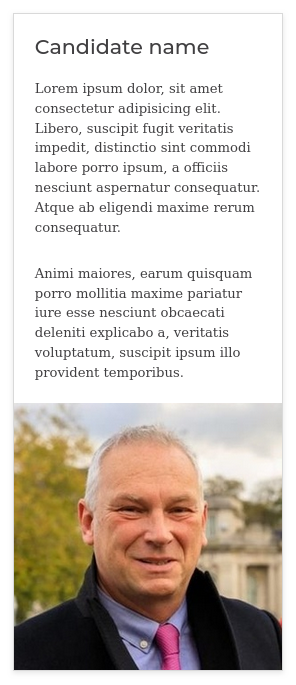 Candidate name
Lorem ipsum dolor, sit amet
consectetur adipisicing elit.
Libero, suscipit fugit veritatis
impedit, distinctio sint commodi
labore porro ipsum, a officiis
nesciunt aspernatur consequatur.
Atque ab eligendi maxime rerum
consequatur.
Animi maiores, earum quisquam
porro mollitia maxime pariatur
iure esse nesciunt obcaecati
deleniti explicabo a, veritatis
voluptatum, suscipit ipsum illo
provident temporibus.